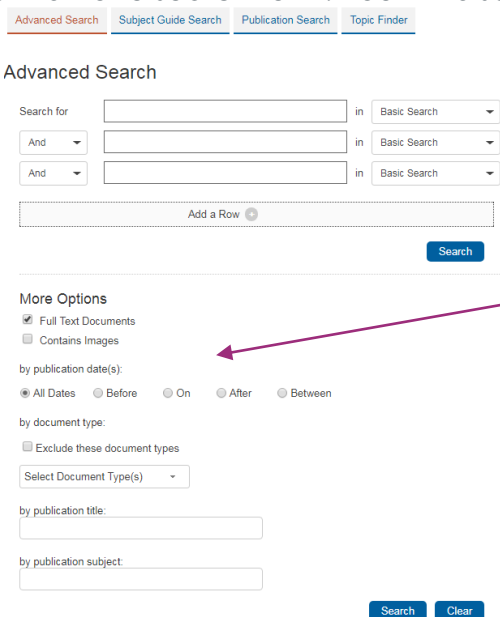 Advanced Search Subject Guide Search Publication Search Topic Finder
Advanced Search
Search for in Basic Search
And in Basic Search
And in Basic Search
Add a Row
Search
More Options
Full Text Documents
Contains Images
by publication date(s):
All Dates Before On After Between
by document type:
Exclude these document types
Select Document Type(s)
by publication title:
by publication subject:
Search Clear